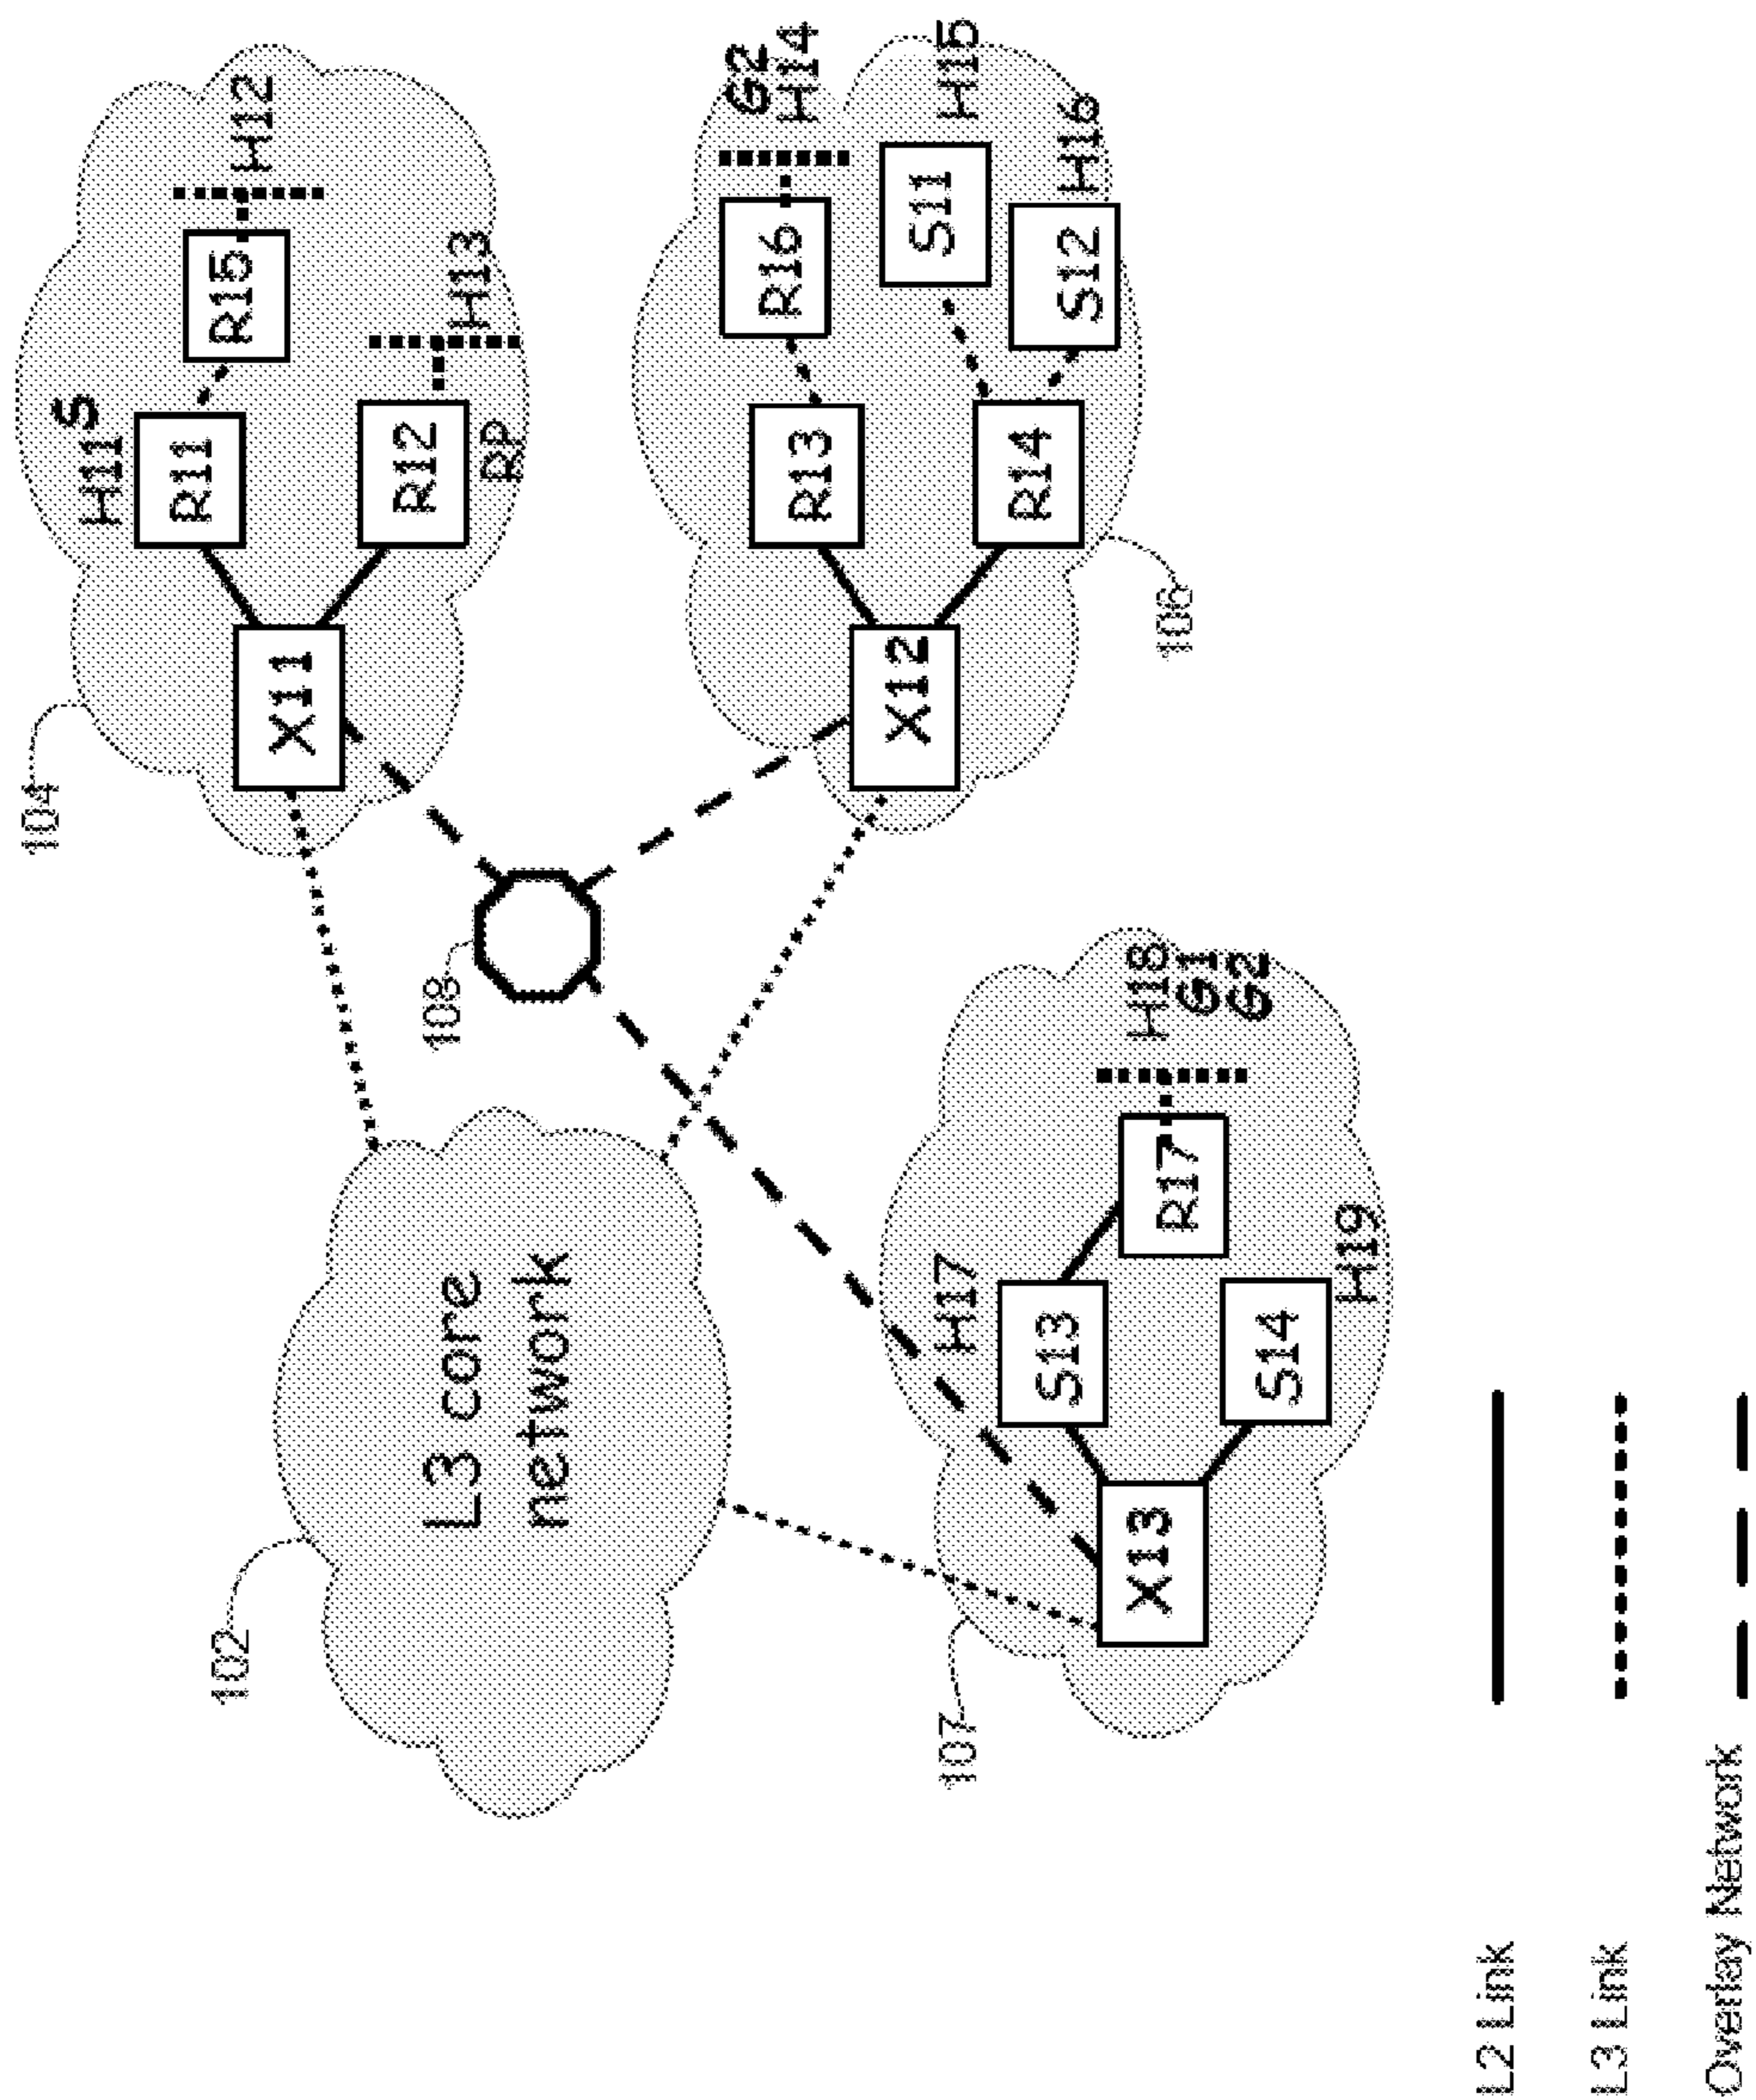 102
L3 core
network
104
X11
H11
S
R11
R15
H12
R12
RP
H13
108
106
X12
R13
R16
G2
H14
R14
S11
H15
S12
H16
107
X13
H17
S13
R17
H18
G1
G2
S14
H19
L2 Link
L3 Link
Overlay Network